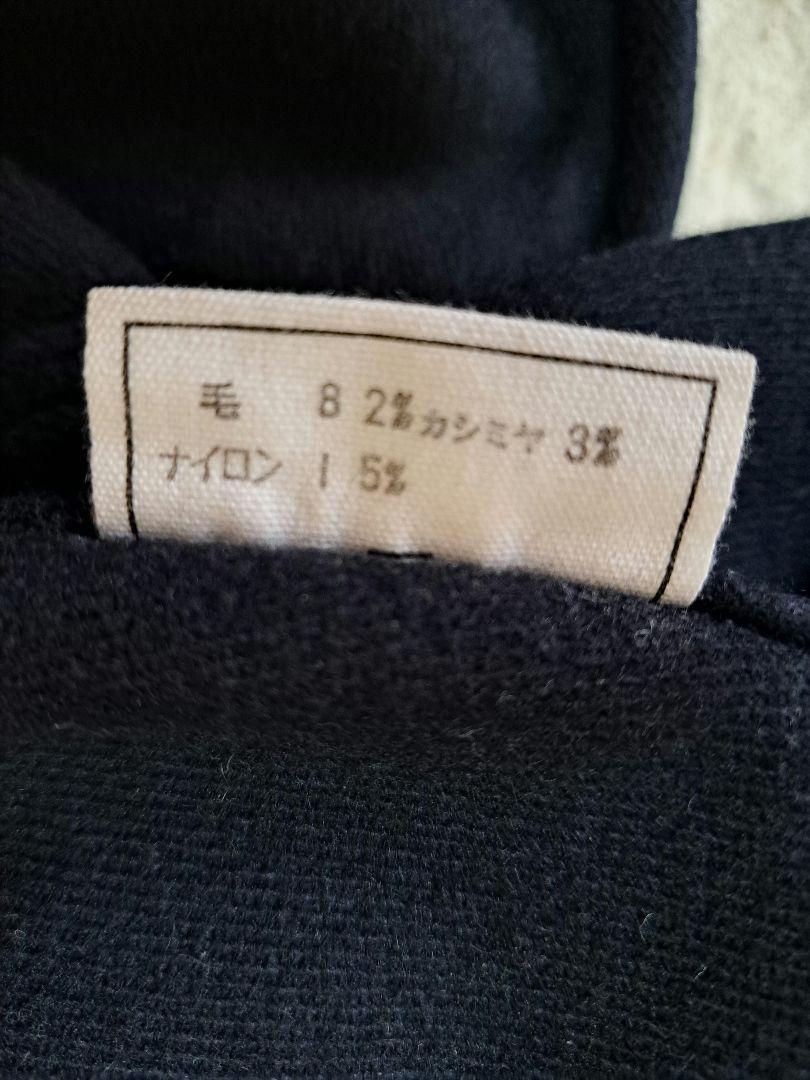 毛 82% カシミヤ 3%
ナイロン 15%